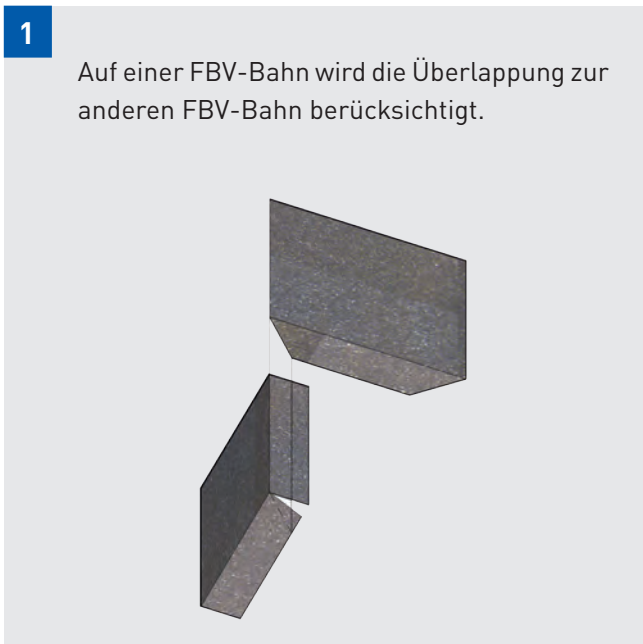 1
Auf einer FBV-Bahn wird die Überlappung zur
anderen FBV-Bahn berücksichtigt.